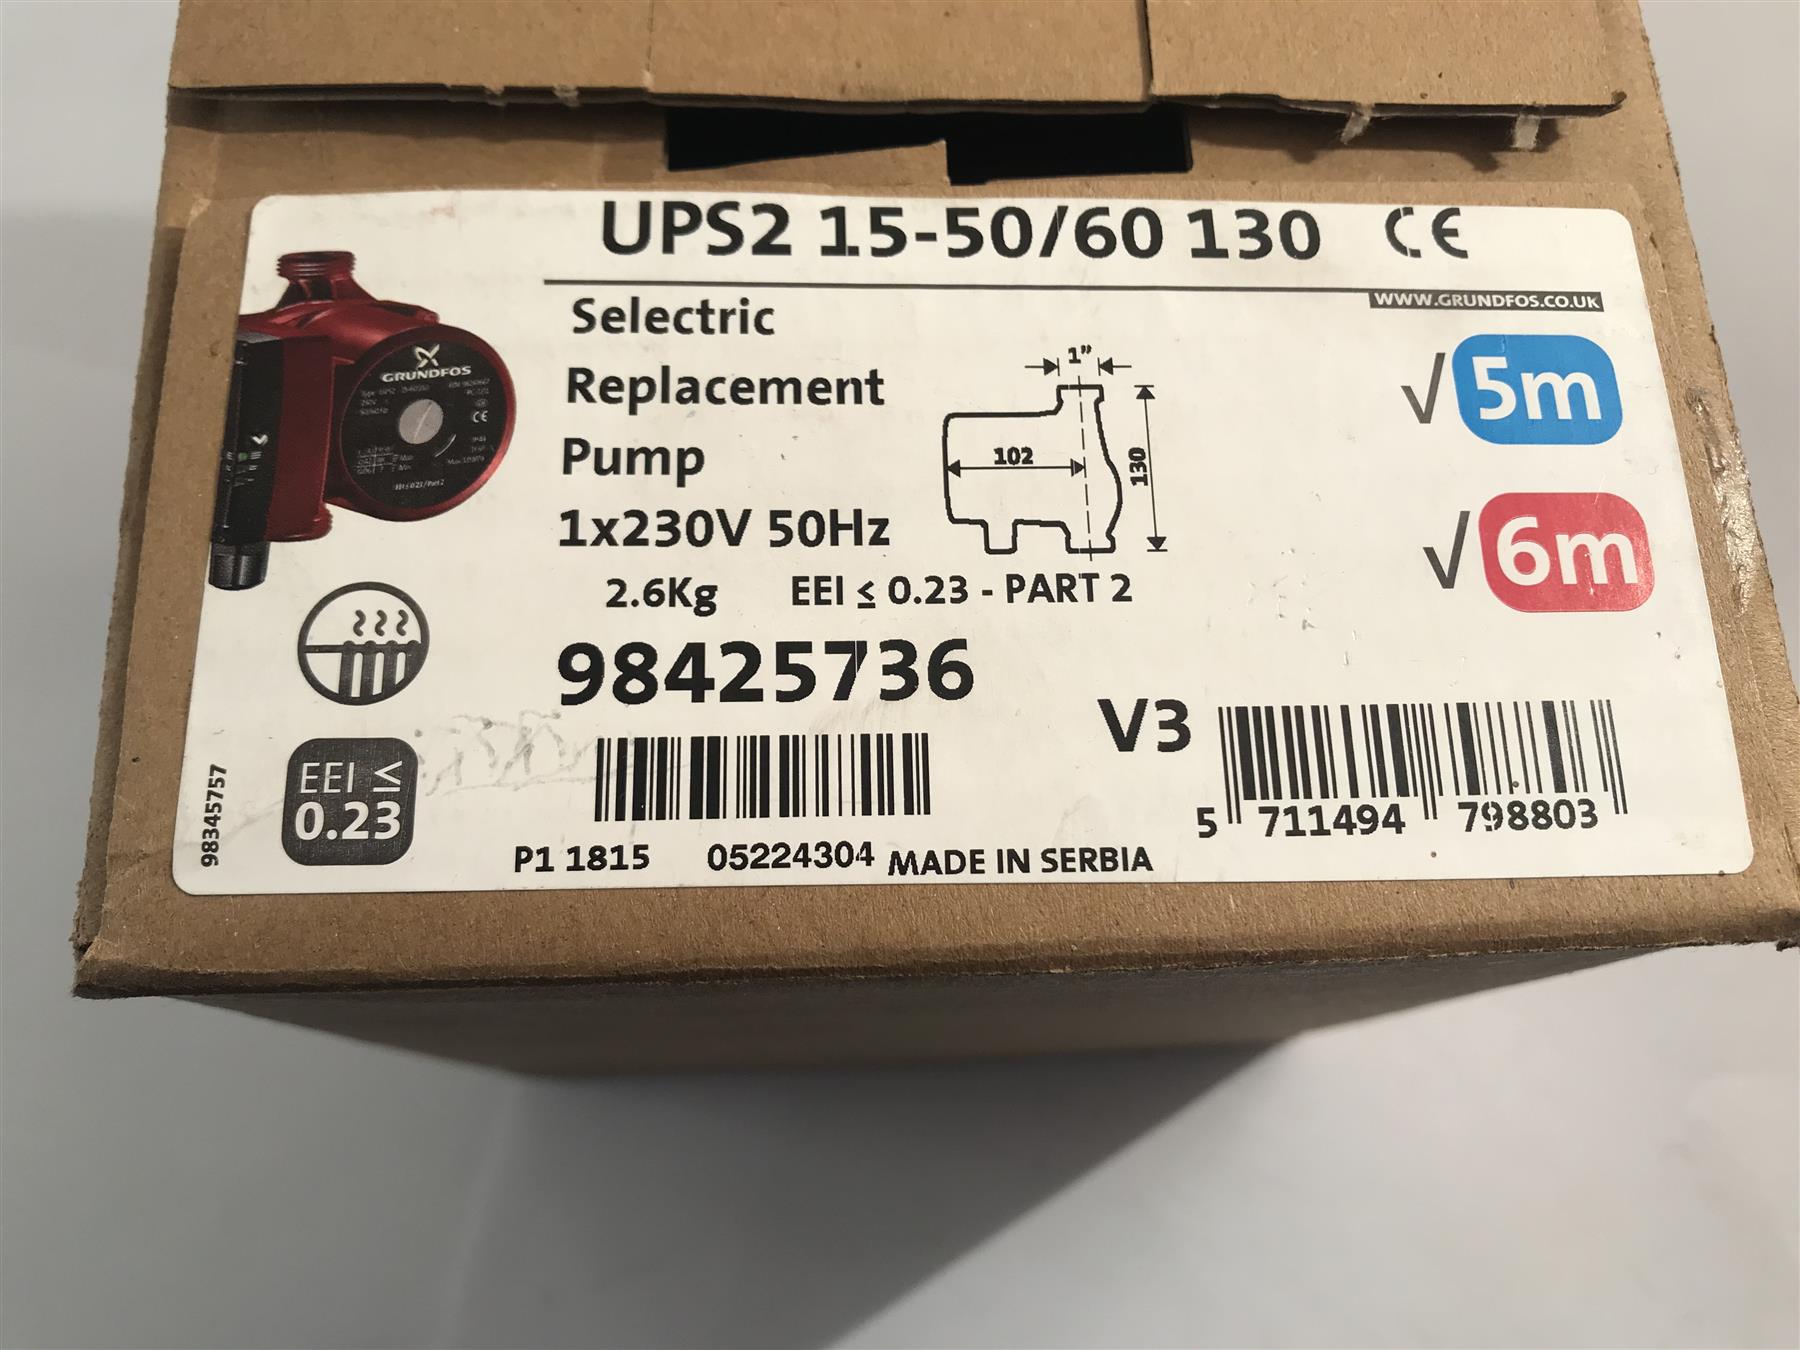 UPS2 15-50/60 130 CE
WWW.GRUNDFOS.CO.UK
Selectric
Replacement
Pump
1x230V 50Hz
2.6Kg EEI ≤ 0.23 - PART 2
98425736
1"
102
130
√ 5m
√ 6m
GRUNDFOS
CE
EEI ≤
0.23
98345757
V3
5 711494 798803
P1 1815 05224304 MADE IN SERBIA